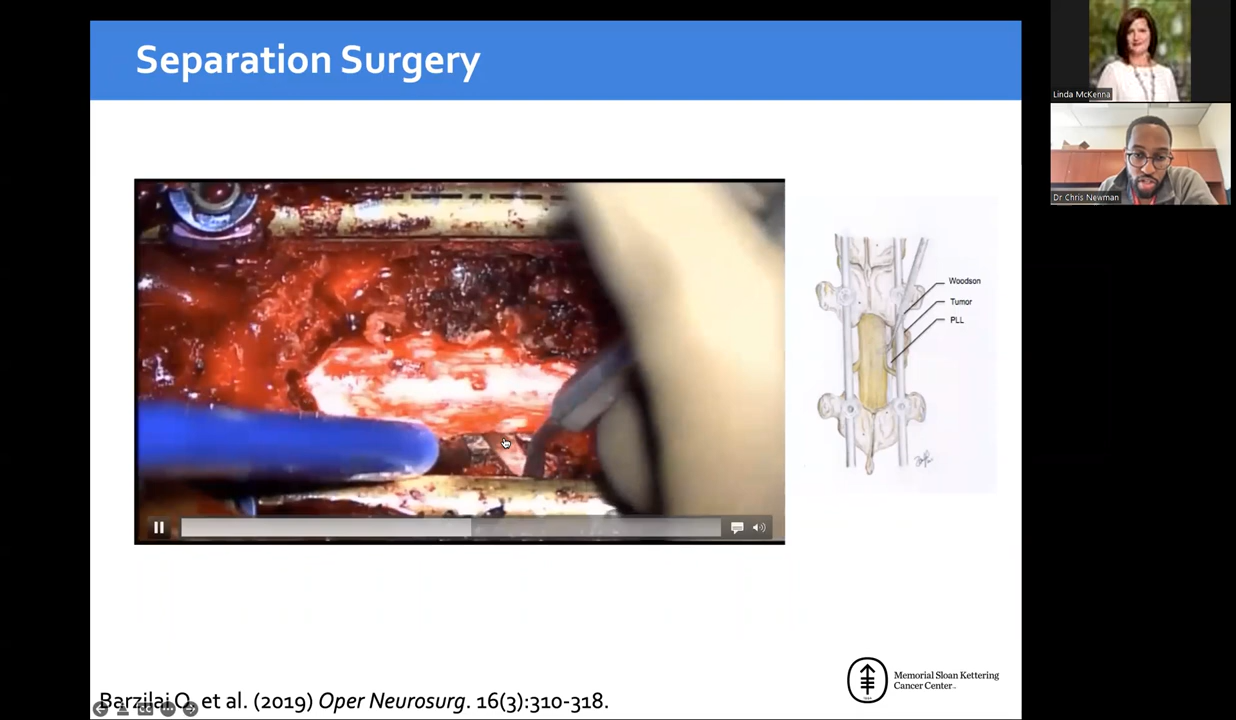 Separation Surgery
Linda McKenna
Dr Chris Newman
Woodson
Tumor
PLL
Memorial Sloan Kettering
Cancer Center
Barzilai O, et al. (2019) Oper Neurosurg. 16(3):310-318.